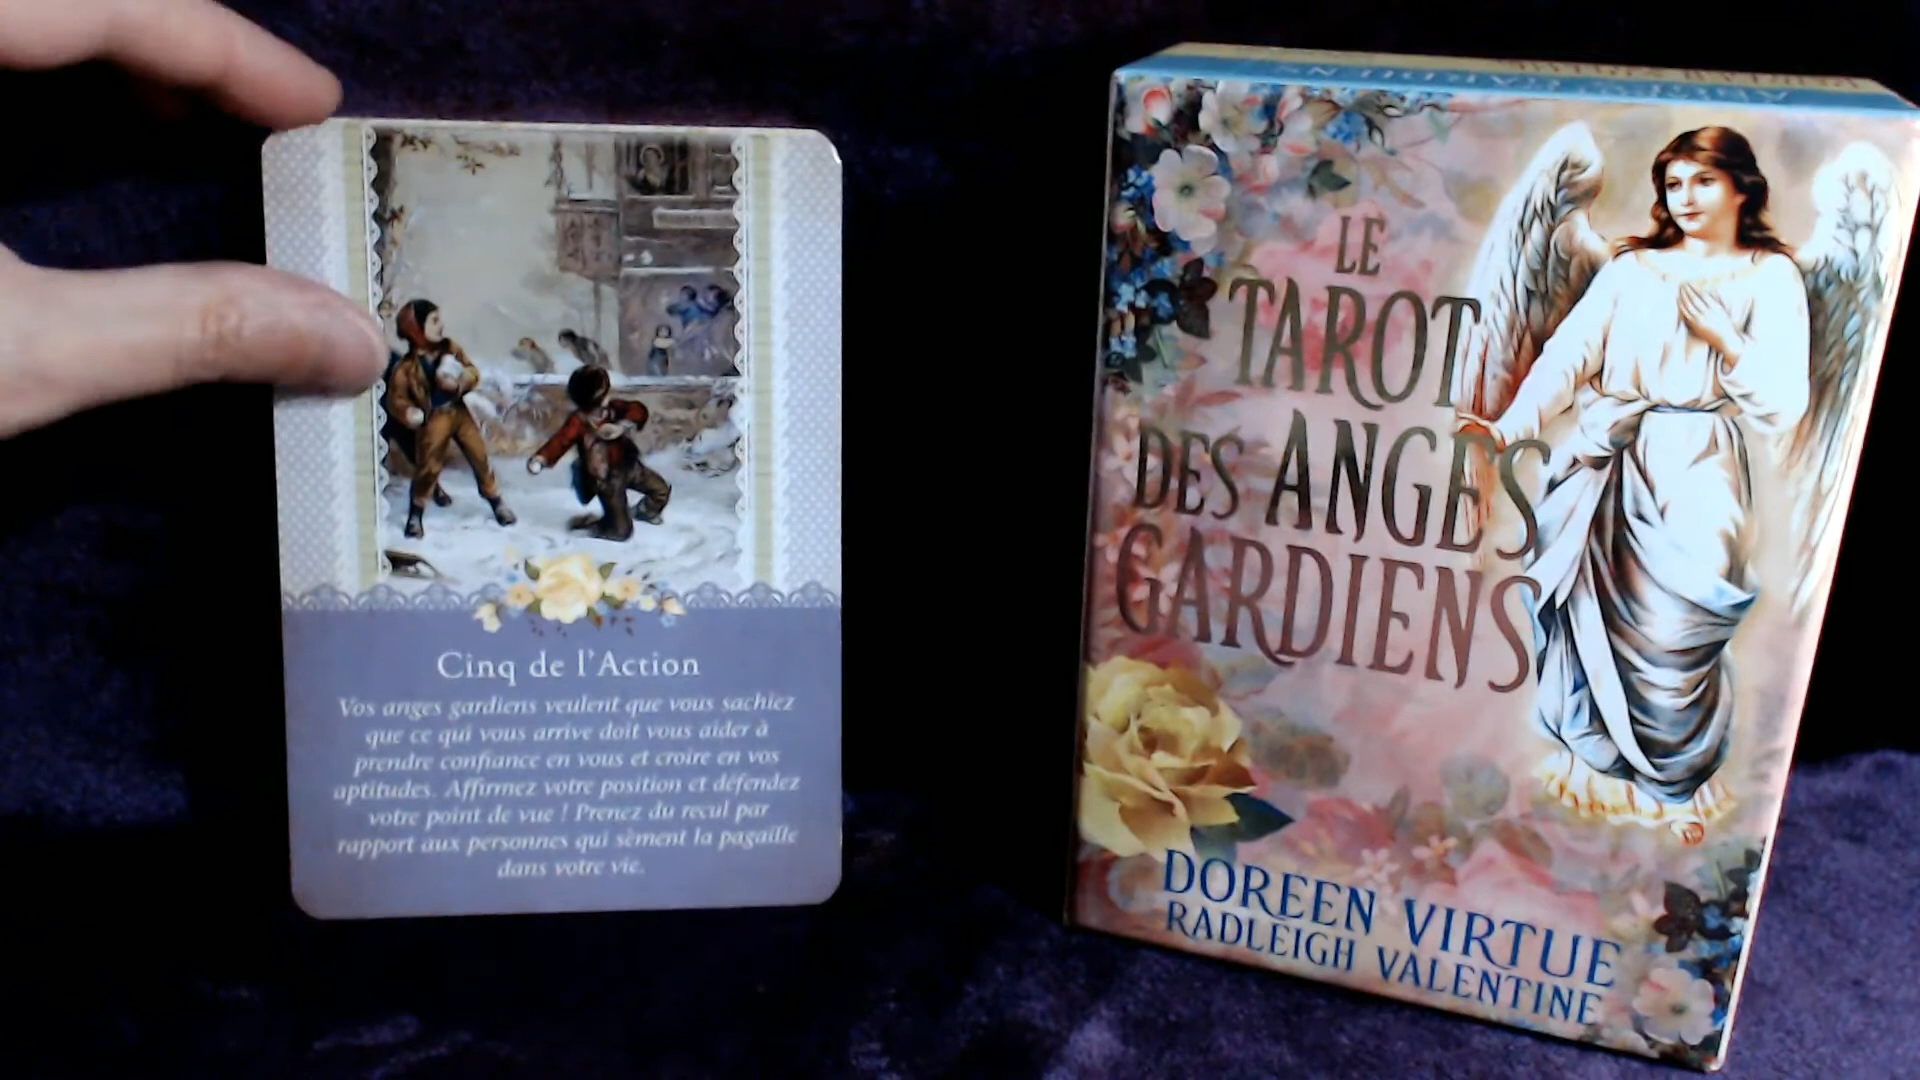 Cinq de l'Action
Vos anges gardiens veulent que vous sachiez
que ce qui vous arrive doit vous aider à
prendre confiance en vous et croire en vos
aptitudes. Affirmez votre position et défendez
votre point de vue ! Prenez du recul par
rapport aux personnes qui sèment la pagaille
dans votre vie.
LE
TAROT
DES ANGES
GARDIENS
DOREEN VIRTUE
RADLEIGH VALENTINE